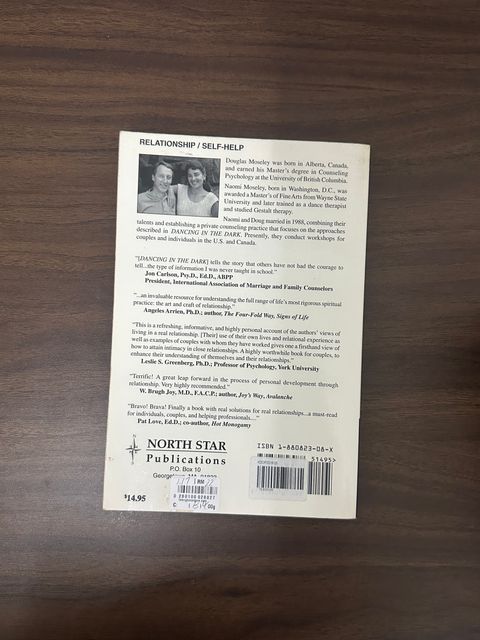 RELATIONSHIP / SELF-HELP
Douglas Moseley was born in Alberta, Canada,
and earned his Master's degree in Counseling
Psychology at the University of British Columbia.
Naomi Moseley, born in Washington, D.C., was
awarded a Master's of Fine Arts from Wayne State
University and later trained as a dance therapist
and studied Gestalt therapy.
Naomi and Doug married in 1988, combining their
talents and establishing a private counseling practice that focuses on the approaches
described in DANCING IN THE DARK. Presently, they conduct workshops for
couples and individuals in the U.S. and Canada.
"[DANCING IN THE DARK] tells the story that others have not had the courage to
tell...the type of information I was never taught in school."
Jon Carlson, Psy.D., Ed.D., ABPP
President, International Association of Marriage and Family Counselors
"...an invaluable resource for understanding the full range of life's most rigorous spiritual
practice: the art and craft of relationship."
Angeles Arrien, Ph.D.; author, The Four-Fold Way, Signs of Life
"This is a refreshing, informative, and highly personal account of the authors' views of
living in a real relationship. [Their] use of their own lives and relational experience as
well as examples of couples with whom they have worked gives one a firsthand view of
how to attain intimacy in close relationships. A highly worthwhile book for couples, to
enhance their understanding of themselves and their relationships."
Leslie S. Greenberg, Ph.D.; Professor of Psychology, York University
"Terrific! A great leap forward in the process of personal development through
relationship. Very highly recommended."
W. Brugh Joy, M.D., F.A.C.P.; author, Joy's Way, Avalanche
"Bravo! Brava! Finally a book with real solutions for real relationships...a must-read
for individuals, couples, and helping professionals...."
Pat Love, Ed.D.; co-author, Hot Monogamy
NORTH STAR
Publications
P.O. Box 10
ISBN 1-880823-08-X
51495>
$14.95
RM